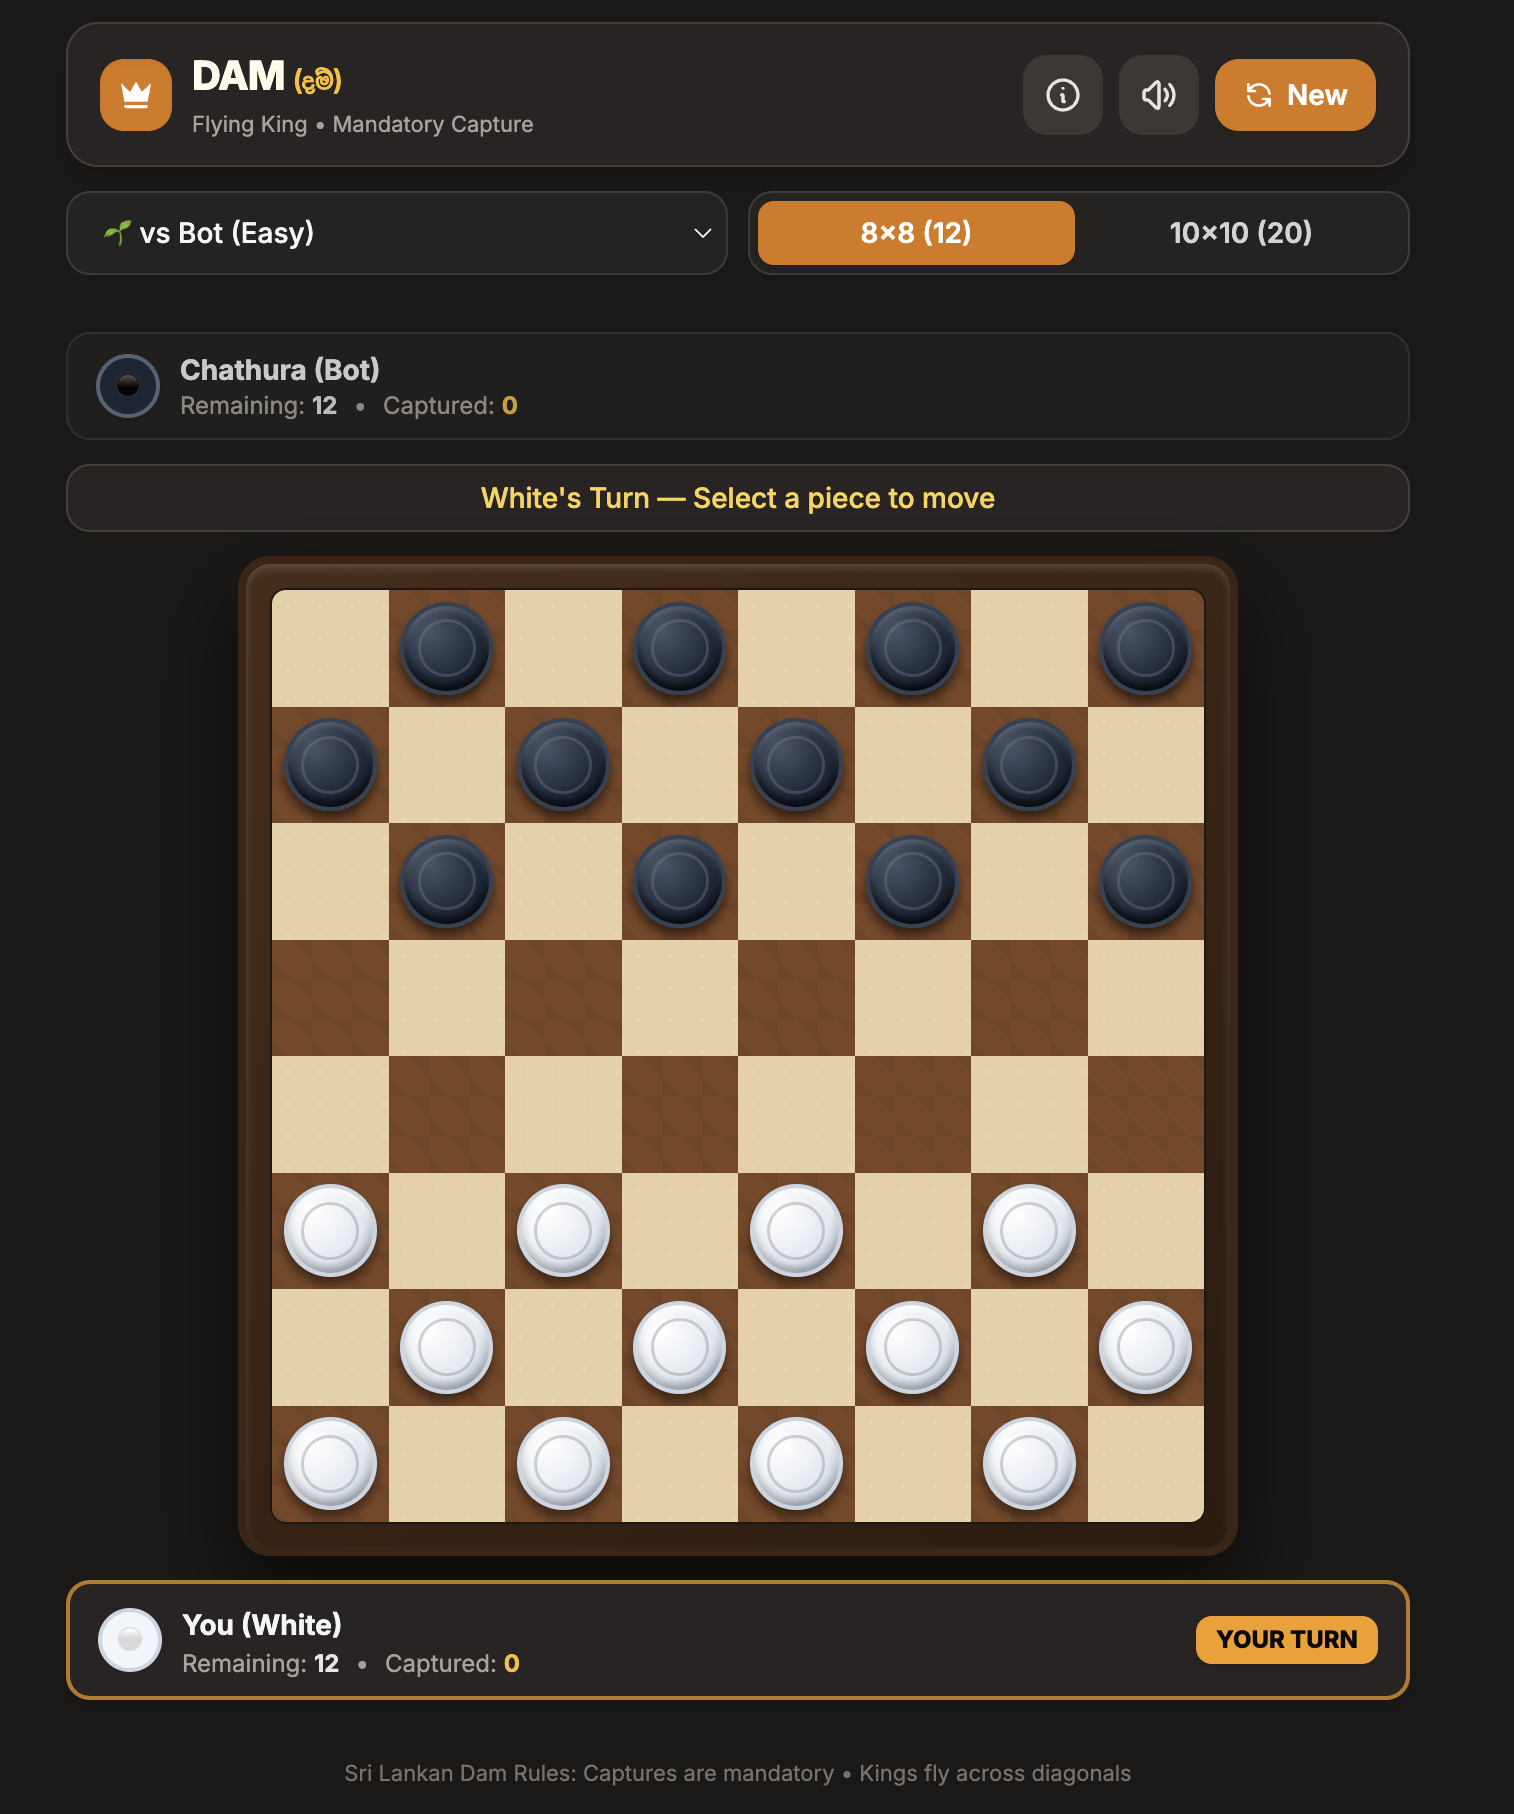 DAM (දම්)
Flying King • Mandatory Capture
New
vs Bot (Easy)
8×8 (12)
10×10 (20)
Chathura (Bot)
Remaining: 12 • Captured: 0
White's Turn — Select a piece to move
You (White)
Remaining: 12 • Captured: 0
YOUR TURN
Sri Lankan Dam Rules: Captures are mandatory • Kings fly across diagonals